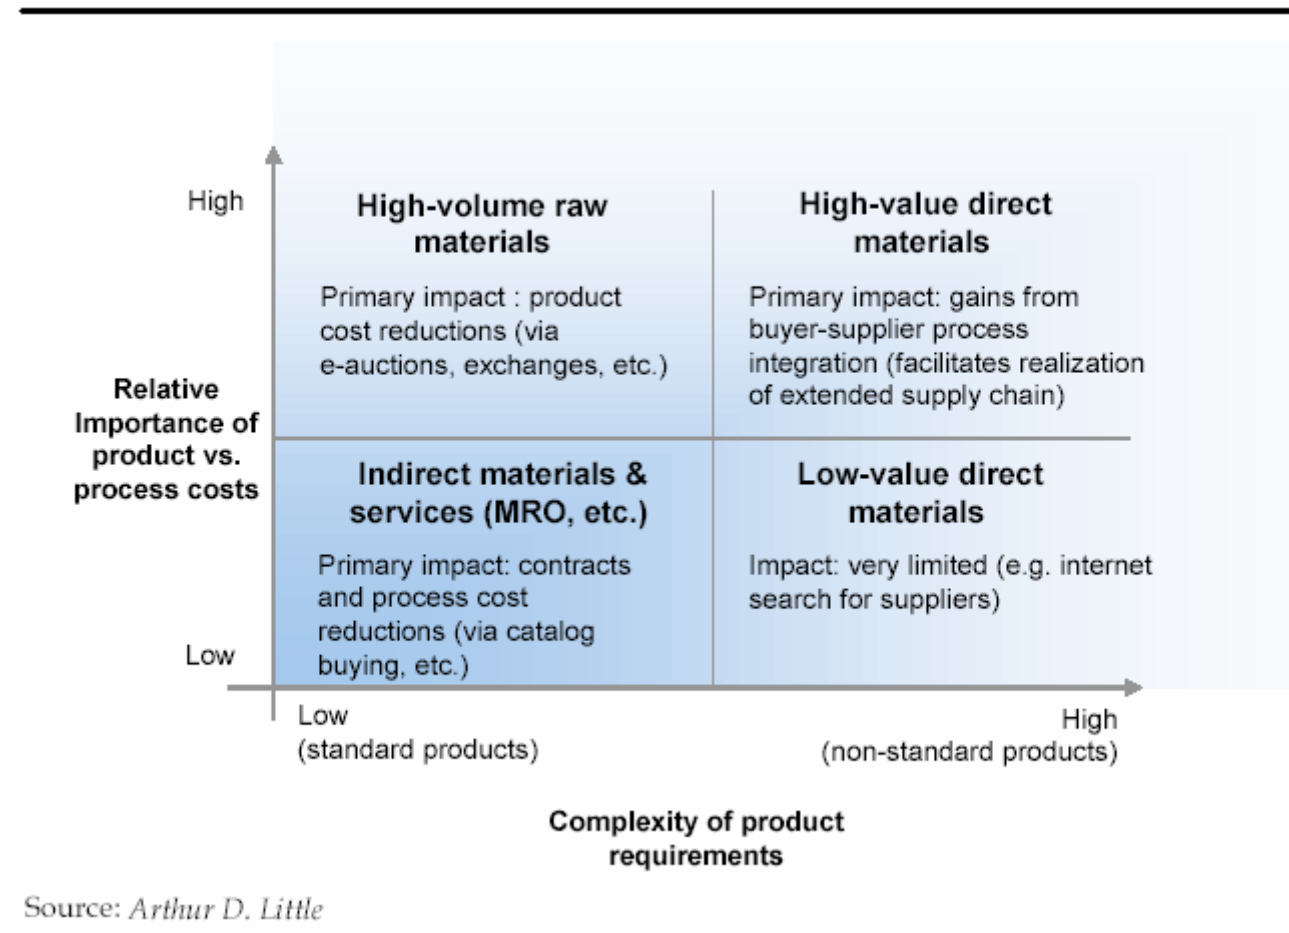 High
High-volume raw
materials
Primary impact : product
cost reductions (via
e-auctions, exchanges, etc.)
High-value direct
materials
Primary impact: gains from
buyer-supplier process
integration (facilitates realization
of extended supply chain)
Relative
Importance of
product vs.
process costs
Indirect materials &
services (MRO, etc.)
Primary impact: contracts
and process cost
reductions (via catalog
buying, etc.)
Low-value direct
materials
Impact: very limited (e.g. internet
search for suppliers)
Low
Low
(standard products)
High
(non-standard products)
Complexity of product
requirements
Source: Arthur D. Little